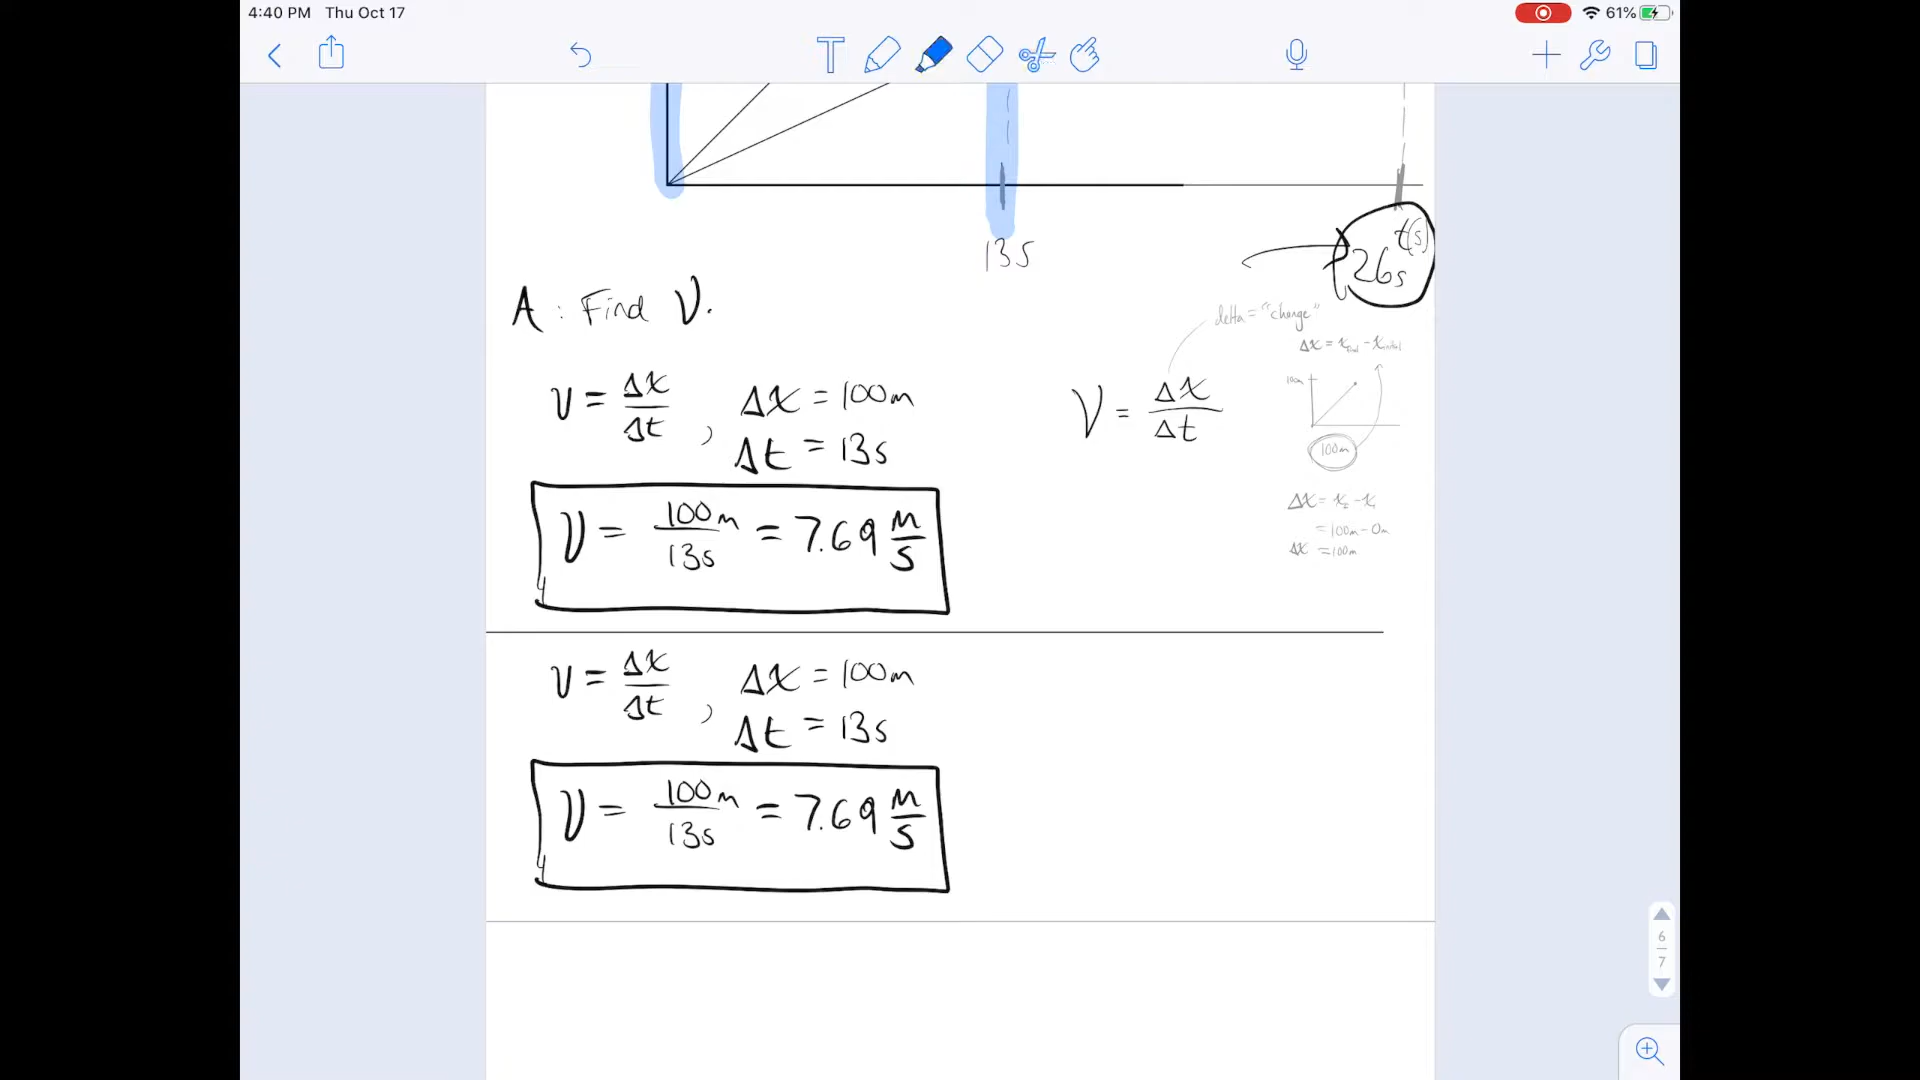 4:40 PM Thu Oct 17
61%
T
13s
t(s)
26s
A : Find V.
delta = "change"
Δx = x_final - x_initial
v = Δx/Δt , Δx = 100m
Δt = 13s
V = Δx/Δt
100m
100m
V = 100m/13s = 7.69 m/s
Δx = x₂ - x₁
= 100m - 0m
Δx = 100m
v = Δx/Δt , Δx = 100m
Δt = 13s
V = 100m/13s = 7.69 m/s
6
7